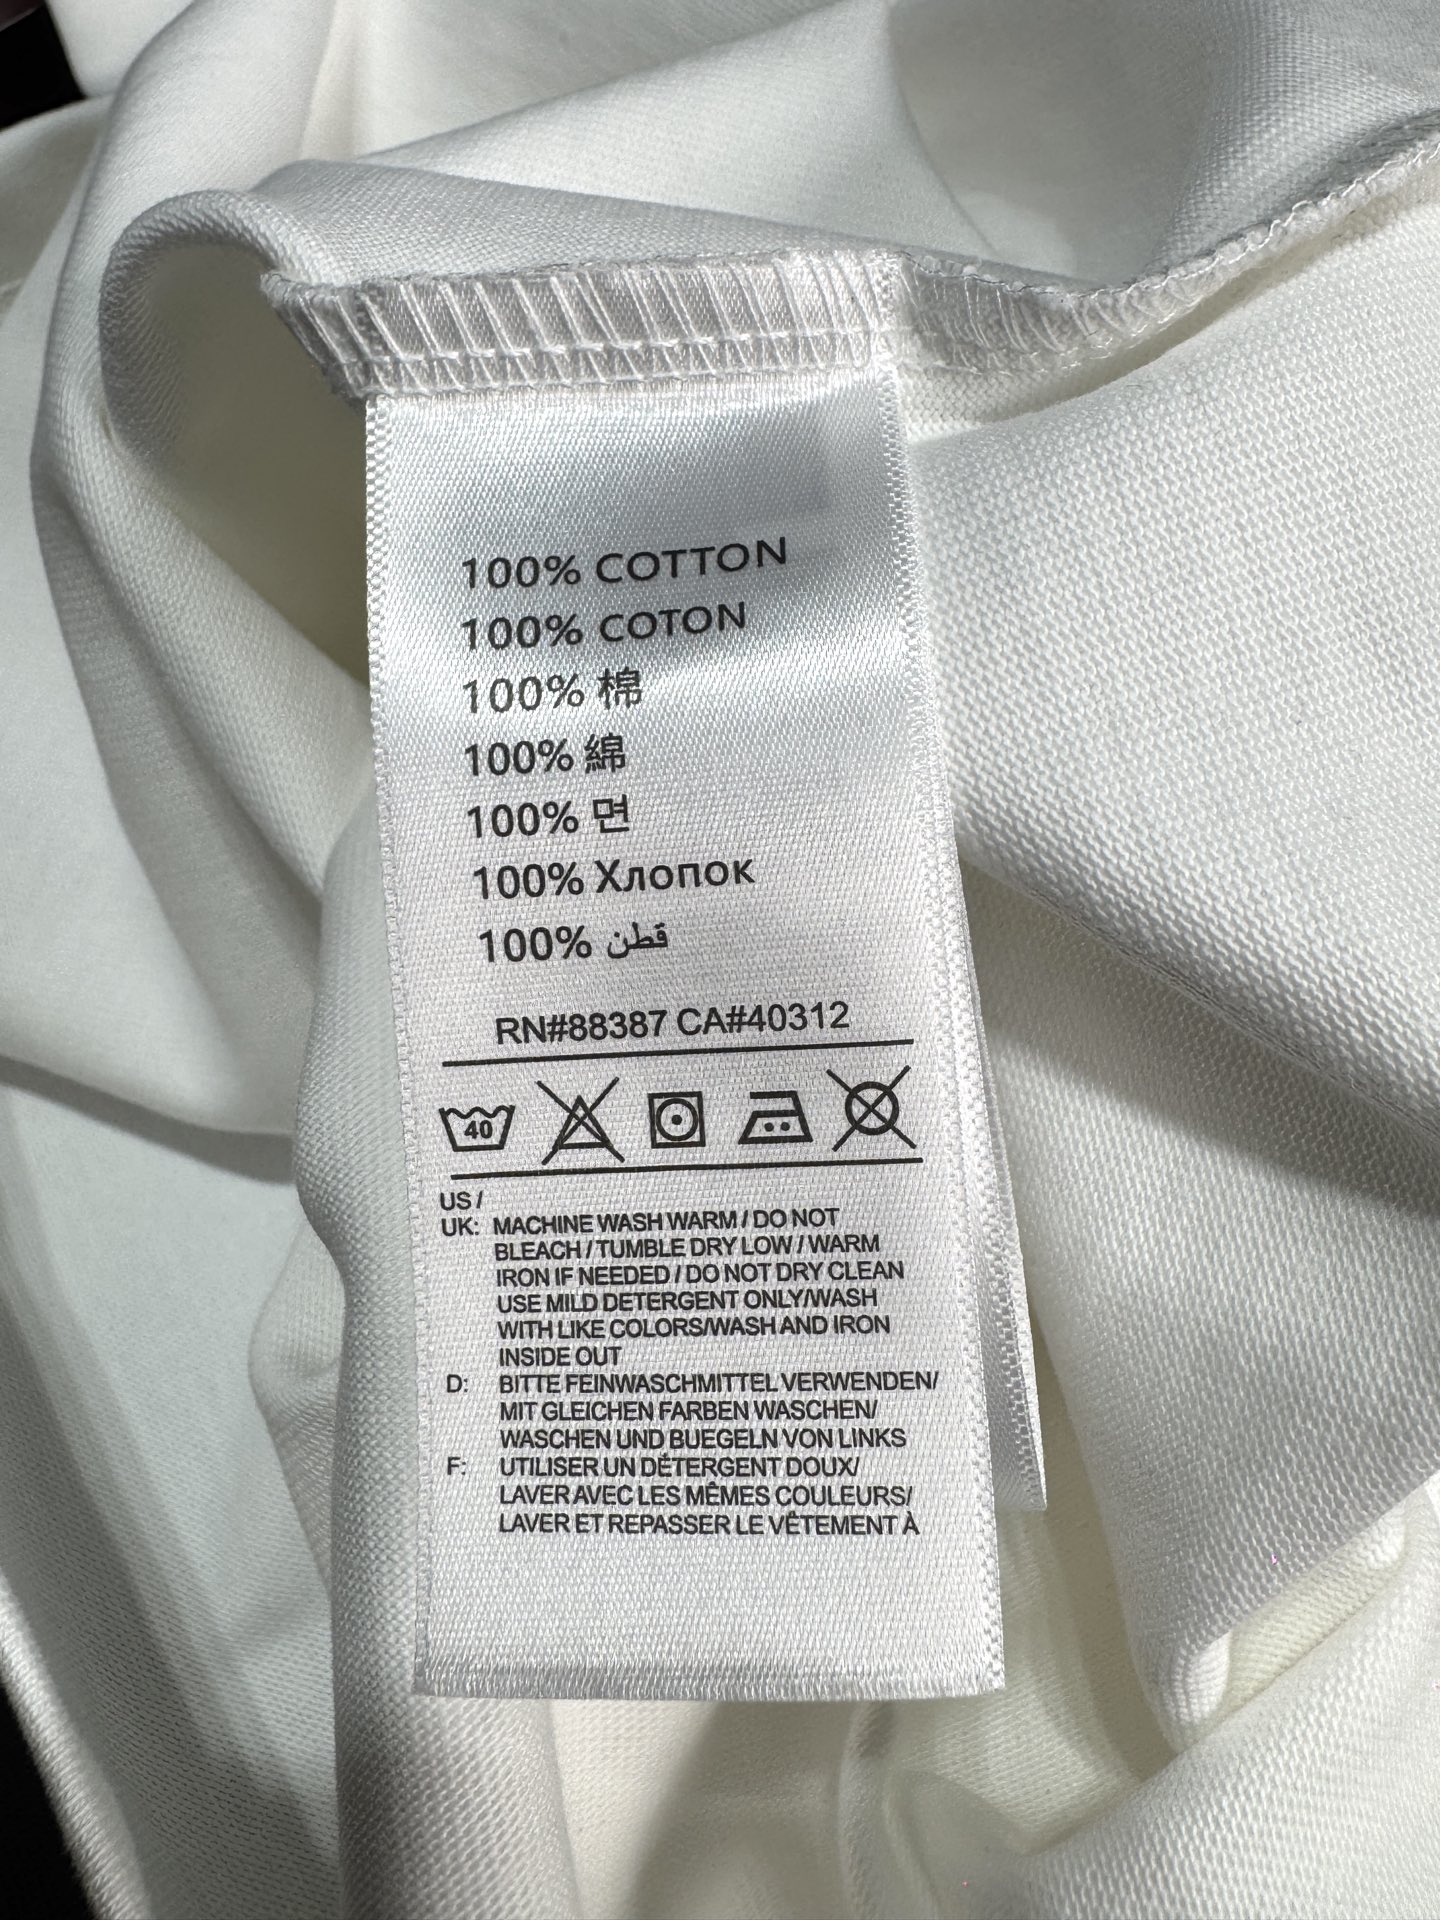 100% COTTON
100% COTON
100% 棉
100% 綿
100% 면
100% Хлопок
100% قطن
RN#88387 CA#40312
40
US /
UK: MACHINE WASH WARM / DO NOT
BLEACH / TUMBLE DRY LOW / WARM
IRON IF NEEDED / DO NOT DRY CLEAN
USE MILD DETERGENT ONLY/WASH
WITH LIKE COLORS/WASH AND IRON
INSIDE OUT
D: BITTE FEINWASCHMITTEL VERWENDEN/
MIT GLEICHEN FARBEN WASCHEN/
WASCHEN UND BUEGELN VON LINKS
F: UTILISER UN DÉTERGENT DOUX/
LAVER AVEC LES MÊMES COULEURS/
LAVER ET REPASSER LE VÊTEMENT À